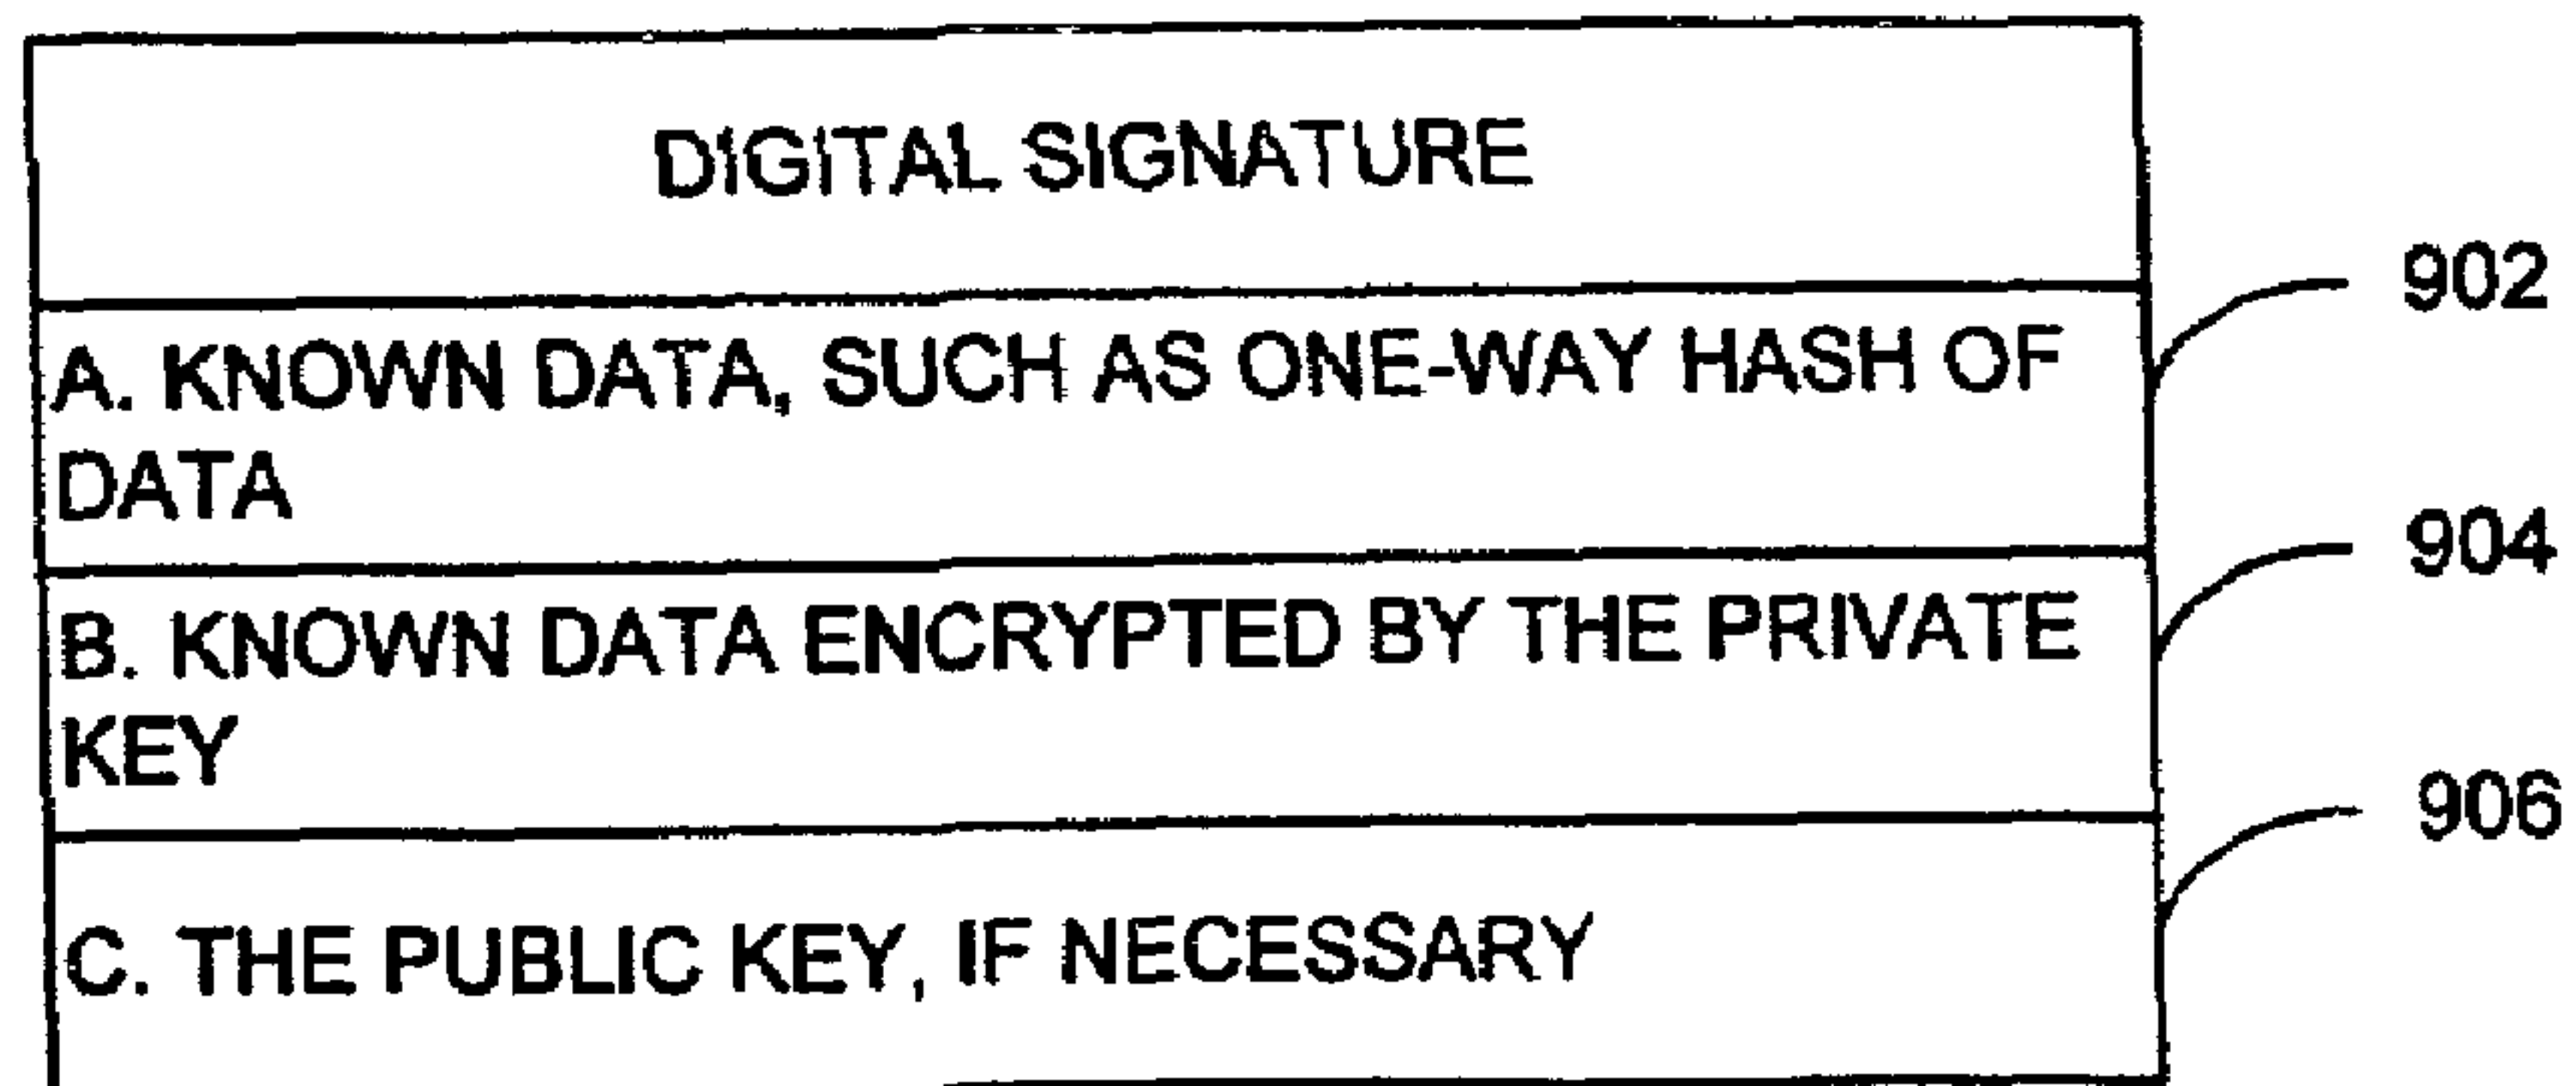 DIGITAL SIGNATURE
902
A. KNOWN DATA, SUCH AS ONE-WAY HASH OF
DATA
904
B. KNOWN DATA ENCRYPTED BY THE PRIVATE
KEY
906
C. THE PUBLIC KEY, IF NECESSARY